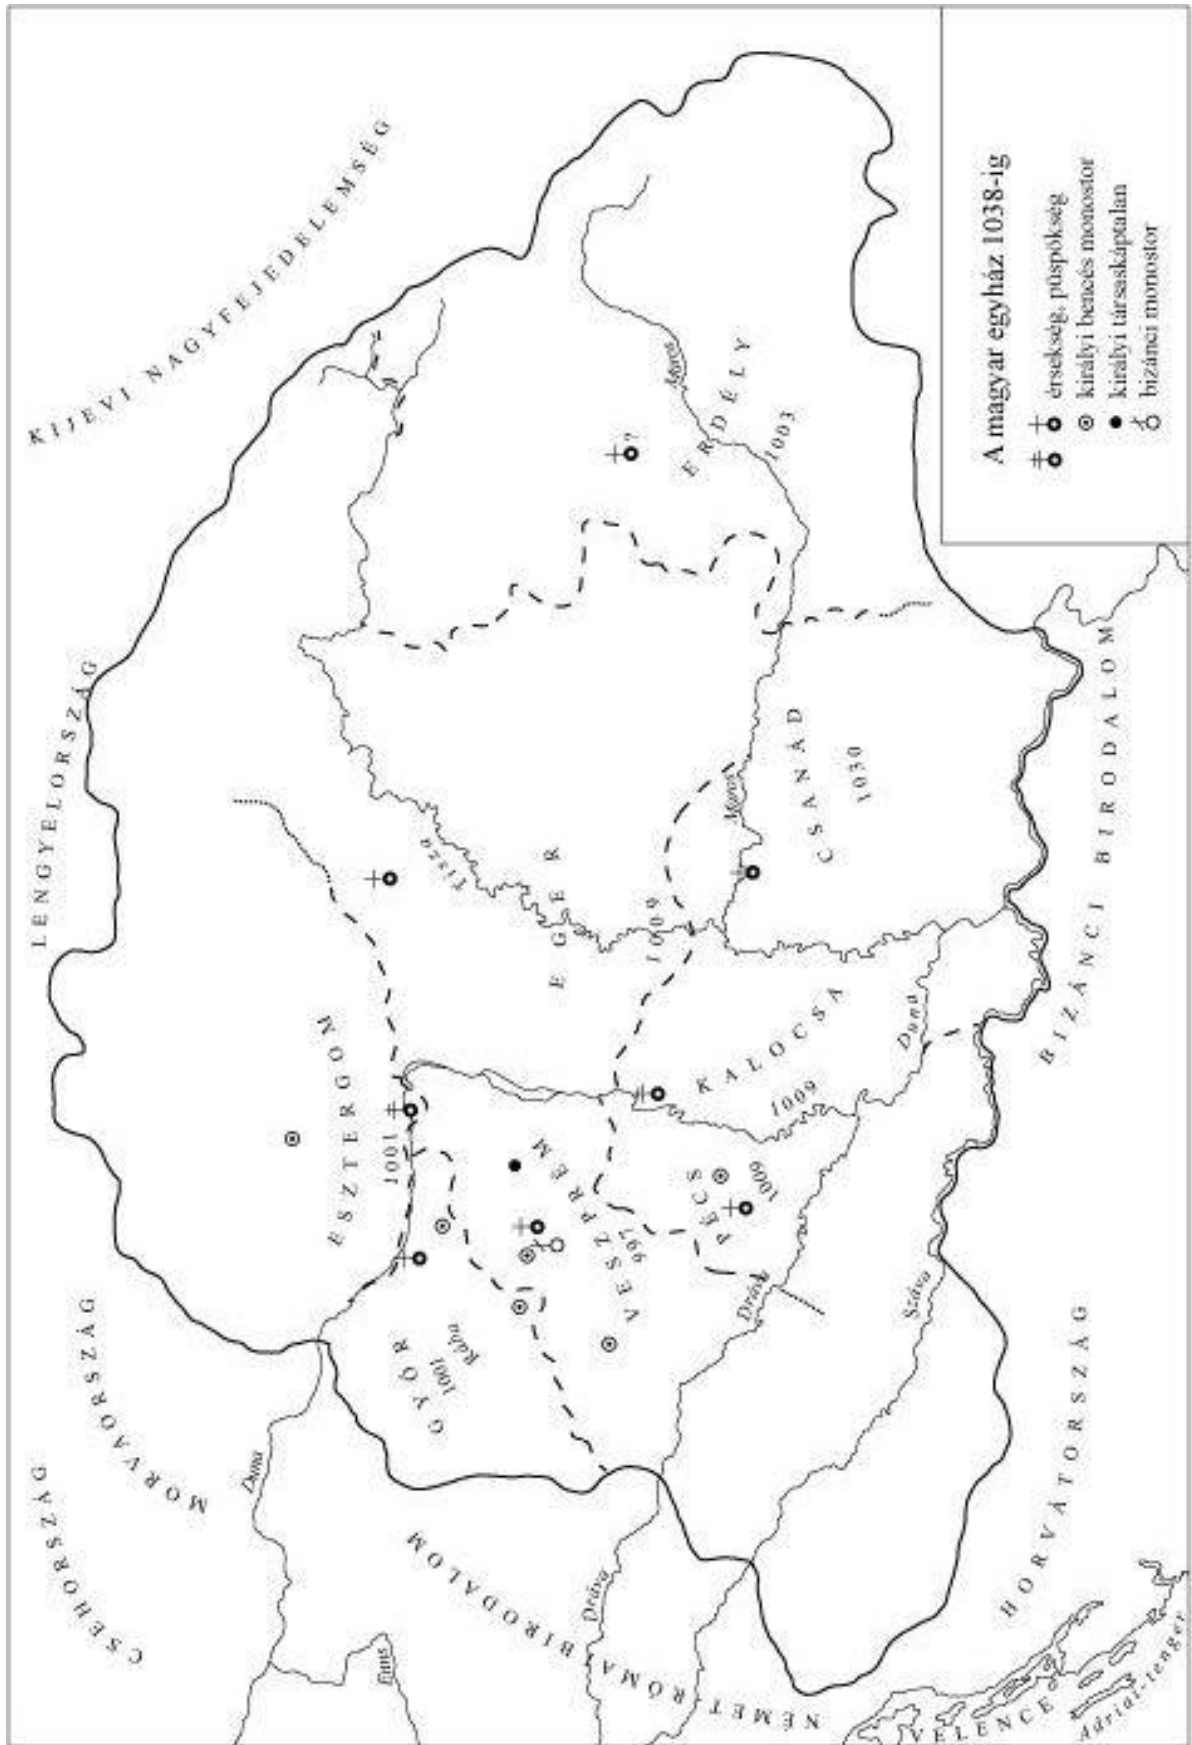 CSEHORSZÁG
MORVAORSZÁG
LENGYELORSZÁG
KIJEVI NAGYFEJEDELEMSÉG
Duna
Enns
NÉMET-RÓMAI BIRODALOM
GYŐR
1001
Rába
ESZTERGOM
1001
EGER
1009
Tisza
VESZPRÉM
997
PÉCS
1009
KALOCSA
1009
Duna
CSANÁD
1030
Maros
ERDÉLY
1003
Maros
?
Dráva
Dráva
Száva
HORVÁTORSZÁG
VELENCE
Adriai-tenger
BIZÁNCI BIRODALOM
A magyar egyház 1038-ig
érsekség, püspökség
királyi bencés monostor
királyi társaskáptalan
bizánci monostor